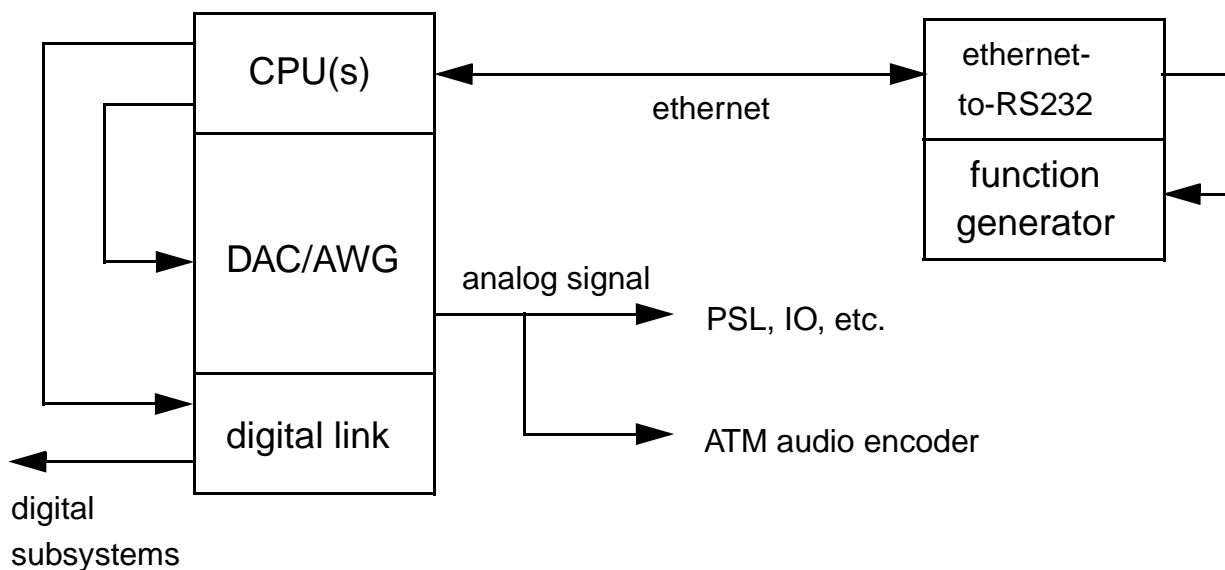 CPU(s)
ethernet
ethernet-
to-RS232
function
generator
DAC/AWG
analog signal
PSL, IO, etc.
digital link
ATM audio encoder
digital
subsystems